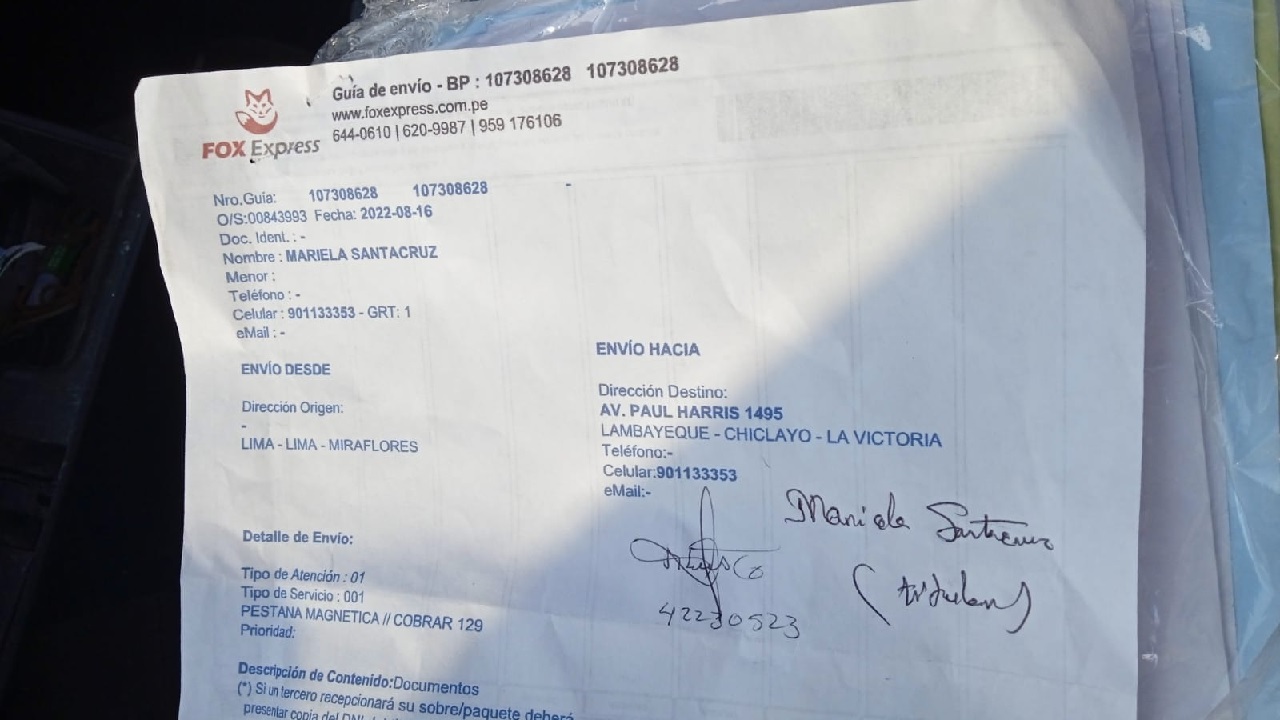 FOX Express
Guía de envío - BP : 107308628 107308628
www.foxexpress.com.pe
644-0610 | 620-9987 | 959 176106
Nro.Guía: 107308628 107308628 -
O/S:00843993 Fecha: 2022-08-16
Doc. Ident. : -
Nombre : MARIELA SANTACRUZ
Menor :
Teléfono : -
Celular : 901133353 - GRT: 1
eMail : -
ENVÍO DESDE
Dirección Origen:
-
LIMA - LIMA - MIRAFLORES
ENVÍO HACIA
Dirección Destino:
AV. PAUL HARRIS 1495
LAMBAYEQUE - CHICLAYO - LA VICTORIA
Teléfono:-
Celular:901133353
eMail:-
Mariela
42230523
Detalle de Envío:
Tipo de Atención : 01
Tipo de Servicio : 001
PESTANA MAGNETICA // COBRAR 129
Prioridad:
Descripción de Contenido:Documentos
(*) Si un tercero recepcionará su sobre/paquete deberá
presentar copia del DNI